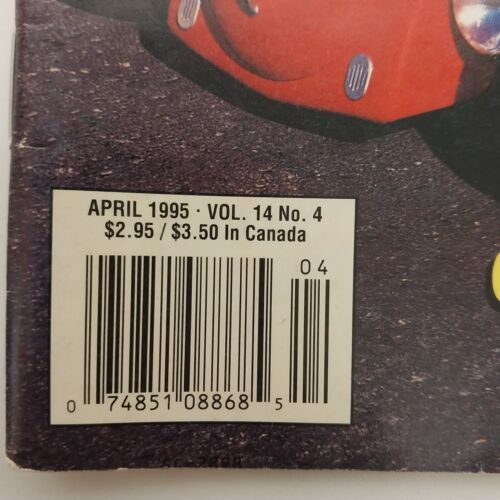 APRIL 1995 · VOL. 14 No. 4
$2.95 / $3.50 In Canada
04
0 74851 08868 5